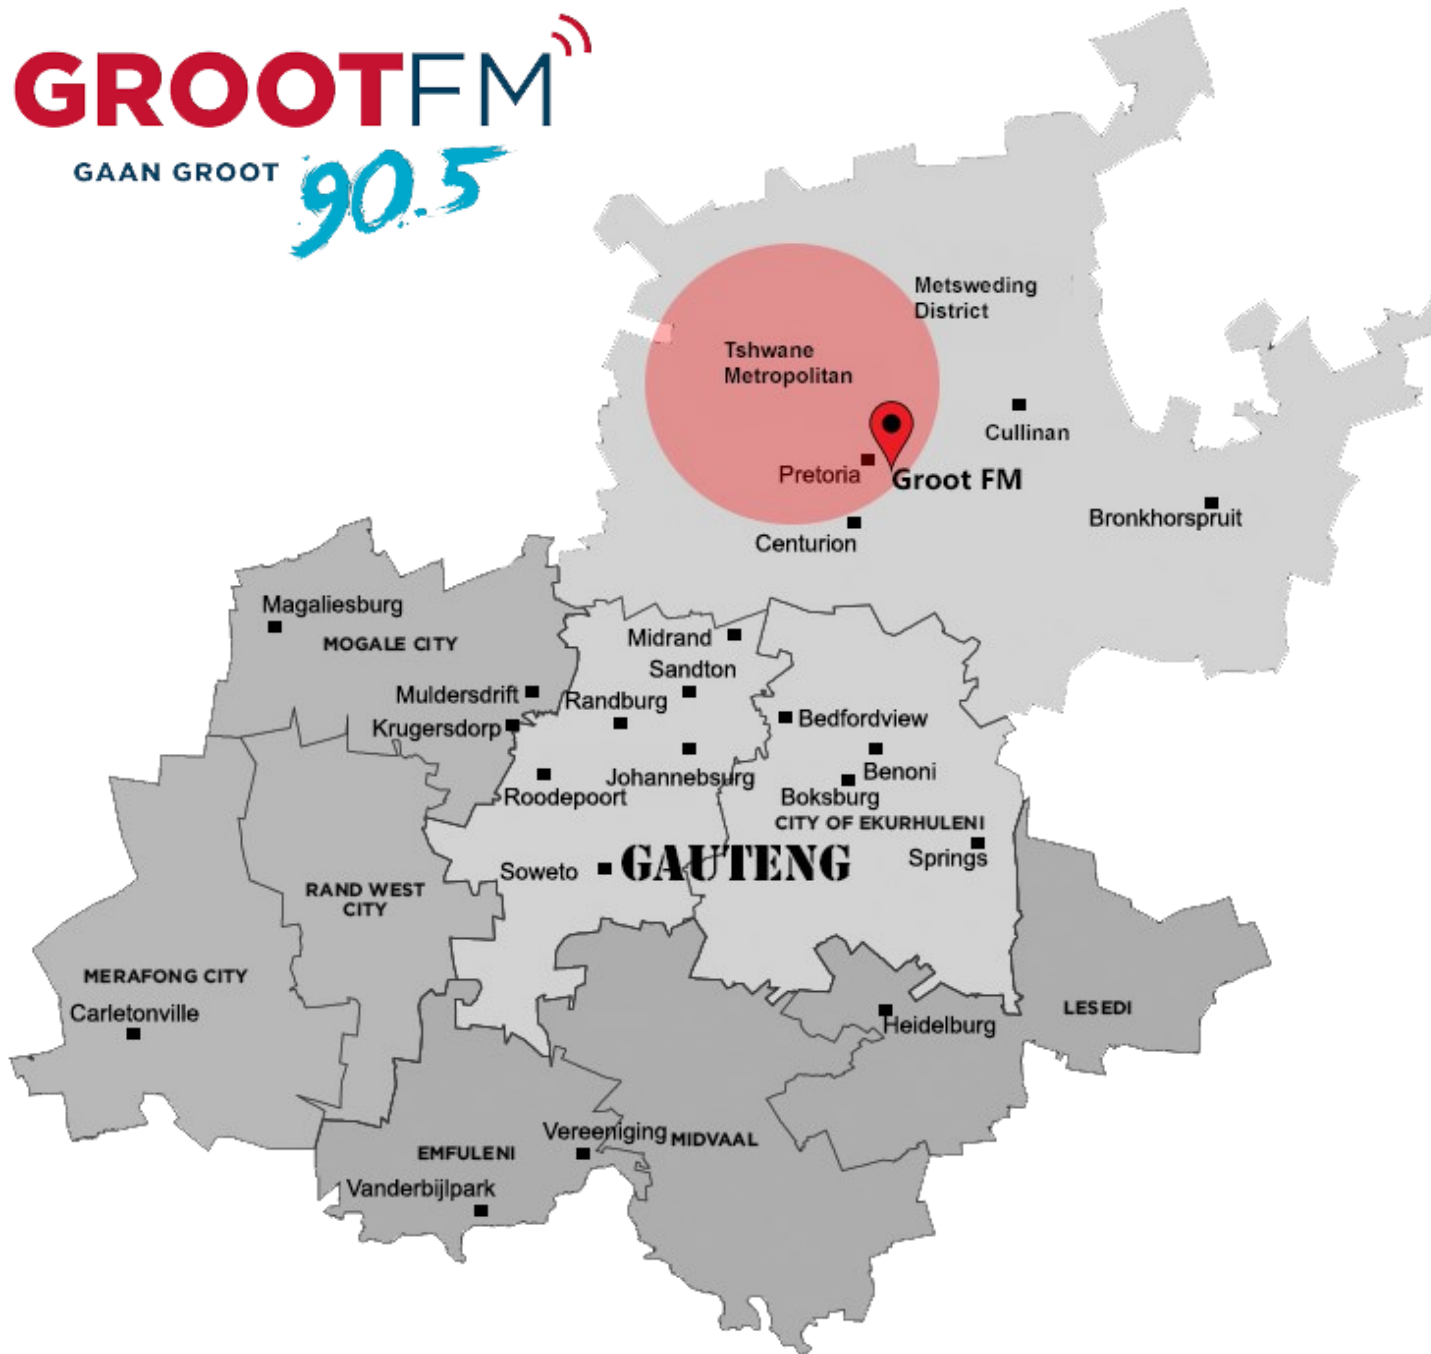 GROOTFM
GAAN GROOT 90.5
Metsweding
District
Tshwane
Metropolitan
Cullinan
Pretoria
Groot FM
Bronkhorspruit
Centurion
Magaliesburg
MOGALE CITY
Midrand
Sandton
Muldersdrift
Randburg
Krugersdorp
Bedfordview
Johannebsurg
Benoni
Roodepoort
Boksburg
CITY OF EKURHULENI
Springs
Soweto
GAUTENG
RAND WEST
CITY
MERAFONG CITY
Carletonville
Heidelburg
LESEDI
Vereeniging
MIDVAAL
EMFULENI
Vanderbijlpark